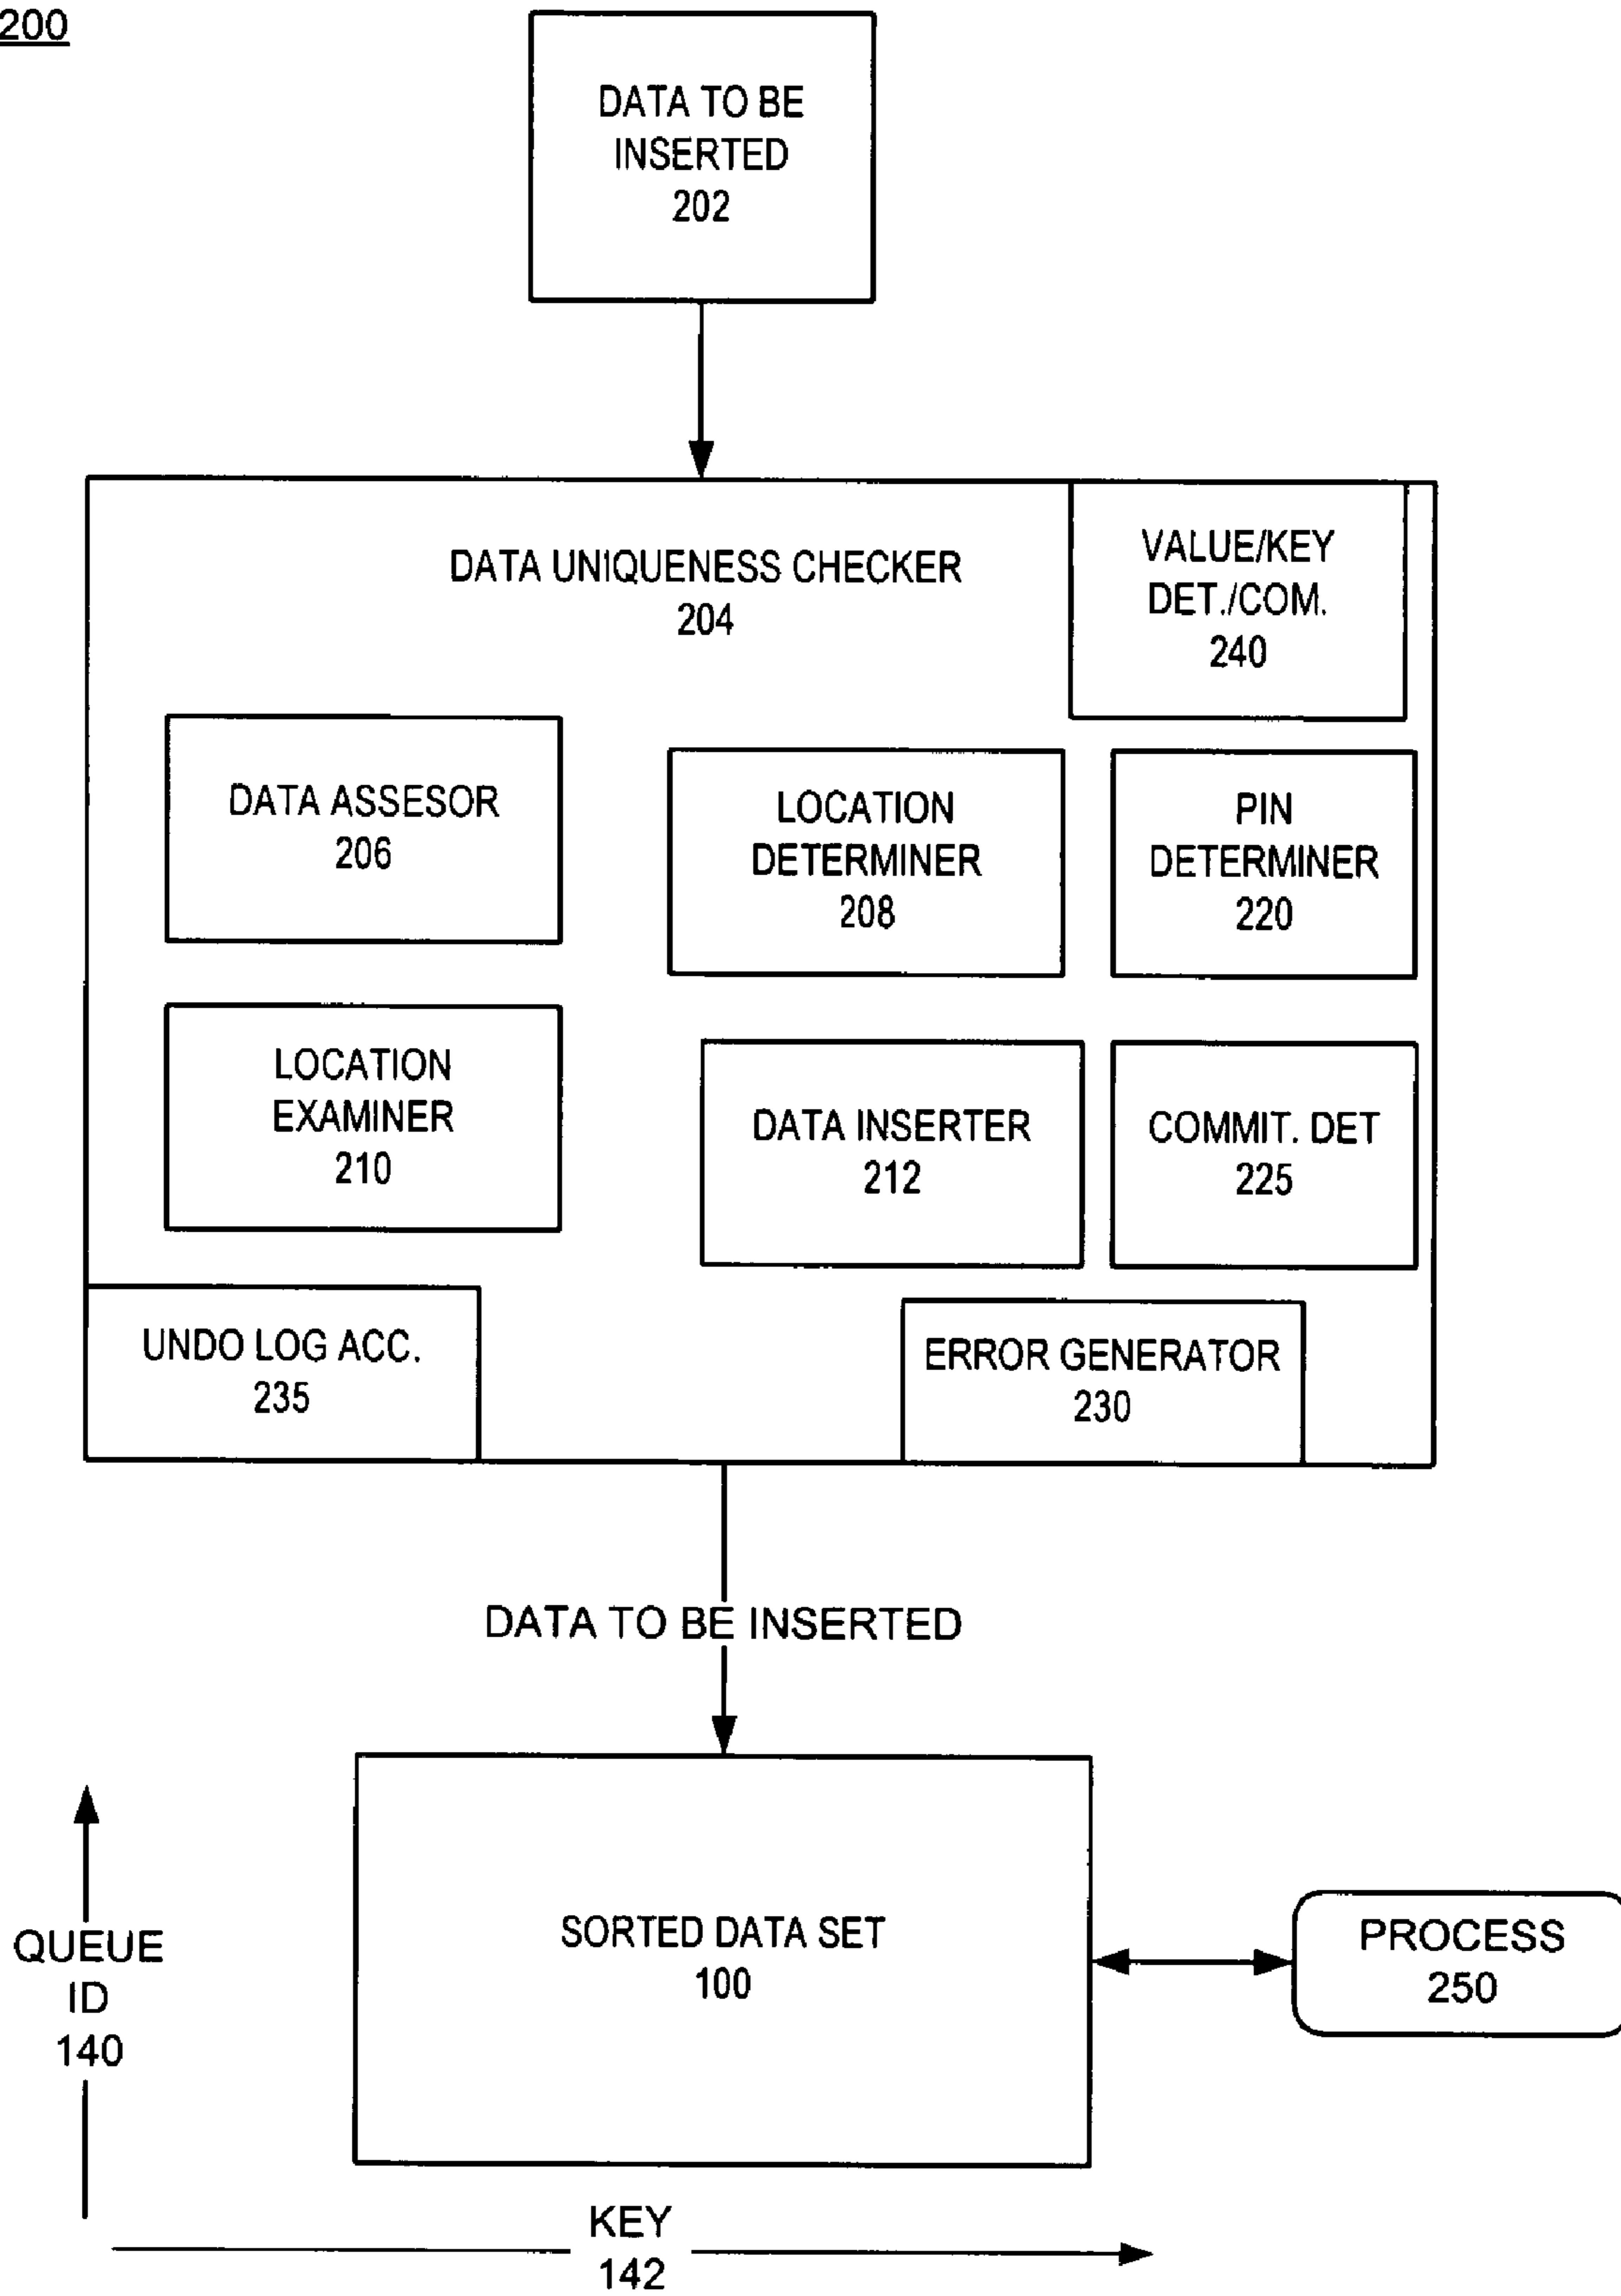 200
DATA TO BE
INSERTED
202
DATA UNIQUENESS CHECKER
204
VALUE/KEY
DET./COM.
240
DATA ASSESOR
206
LOCATION
DETERMINER
208
PIN
DETERMINER
220
LOCATION
EXAMINER
210
DATA INSERTER
212
COMMIT. DET
225
UNDO LOG ACC.
235
ERROR GENERATOR
230
DATA TO BE INSERTED
SORTED DATA SET
100
PROCESS
250
QUEUE
ID
140
KEY
142